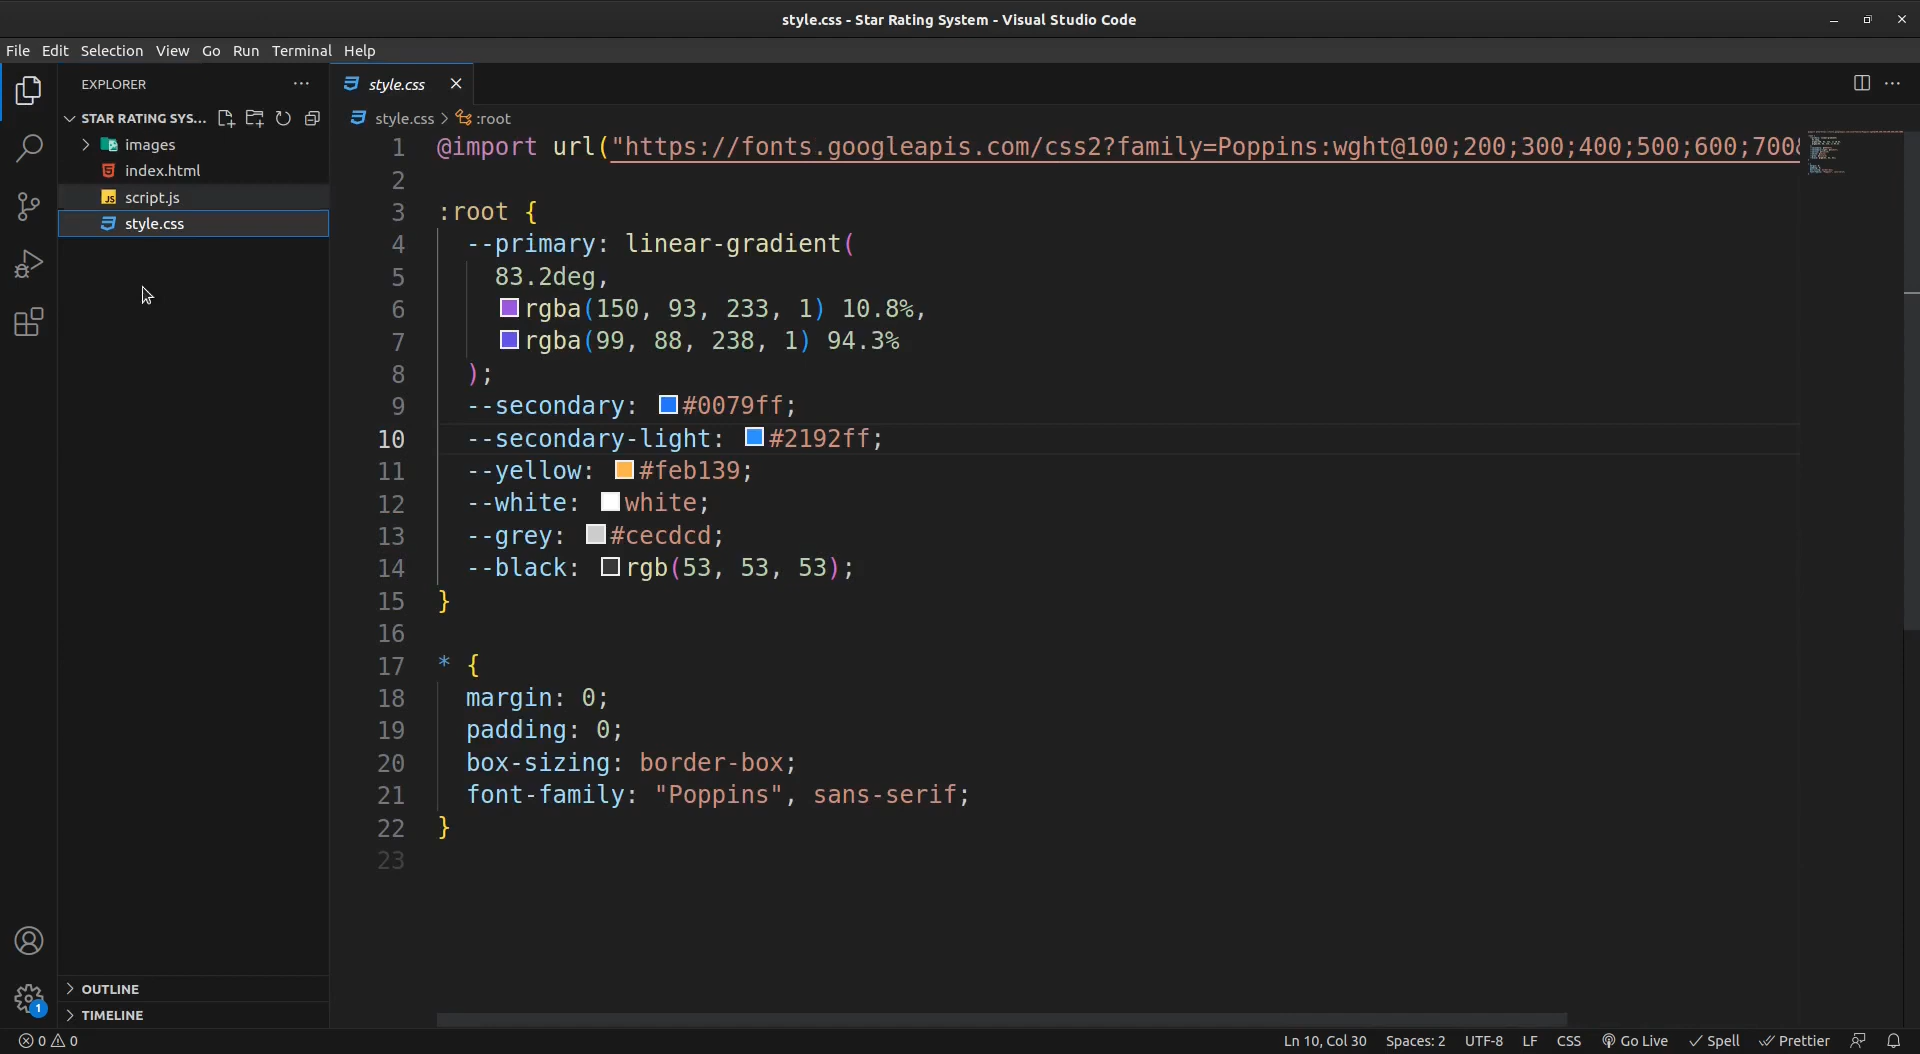 style.css - Star Rating System - Visual Studio Code
File Edit Selection View Go Run Terminal Help
EXPLORER
STAR RATING SYS...
images
index.html
script.js
style.css
OUTLINE
TIMELINE
style.css
style.css > :root
1 @import url("https://fonts.googleapis.com/css2?family=Poppins:wght@100;200;300;400;500;600;700&
2
3 :root {
4 --primary: linear-gradient(
5 83.2deg,
6 rgba(150, 93, 233, 1) 10.8%,
7 rgba(99, 88, 238, 1) 94.3%
8 );
9 --secondary: #0079ff;
10 --secondary-light: #2192ff;
11 --yellow: #feb139;
12 --white: white;
13 --grey: #cecdcd;
14 --black: rgb(53, 53, 53);
15 }
16
17 * {
18 margin: 0;
19 padding: 0;
20 box-sizing: border-box;
21 font-family: "Poppins", sans-serif;
22 }
23
1
0 0
Ln 10, Col 30 Spaces: 2 UTF-8 LF CSS Go Live Spell Prettier